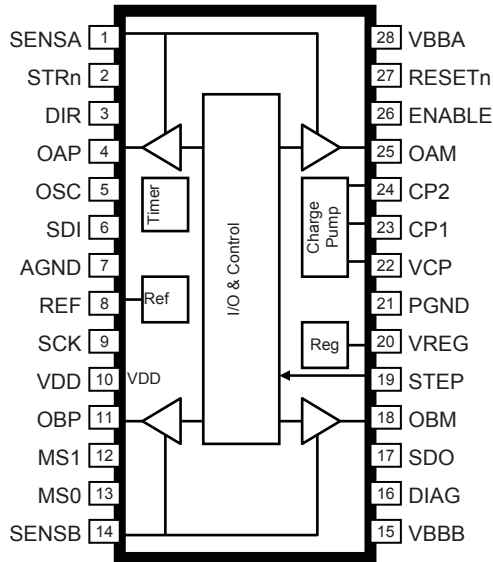 SENSA 1
STRn 2
DIR 3
OAP 4
OSC 5
SDI 6
AGND 7
REF 8
SCK 9
VDD 10 VDD
OBP 11
MS1 12
MS0 13
SENSB 14
Timer
Ref
I/O & Control
Charge
Pump
Reg
28 VBBA
27 RESETn
26 ENABLE
25 OAM
24 CP2
23 CP1
22 VCP
21 PGND
20 VREG
19 STEP
18 OBM
17 SDO
16 DIAG
15 VBBB